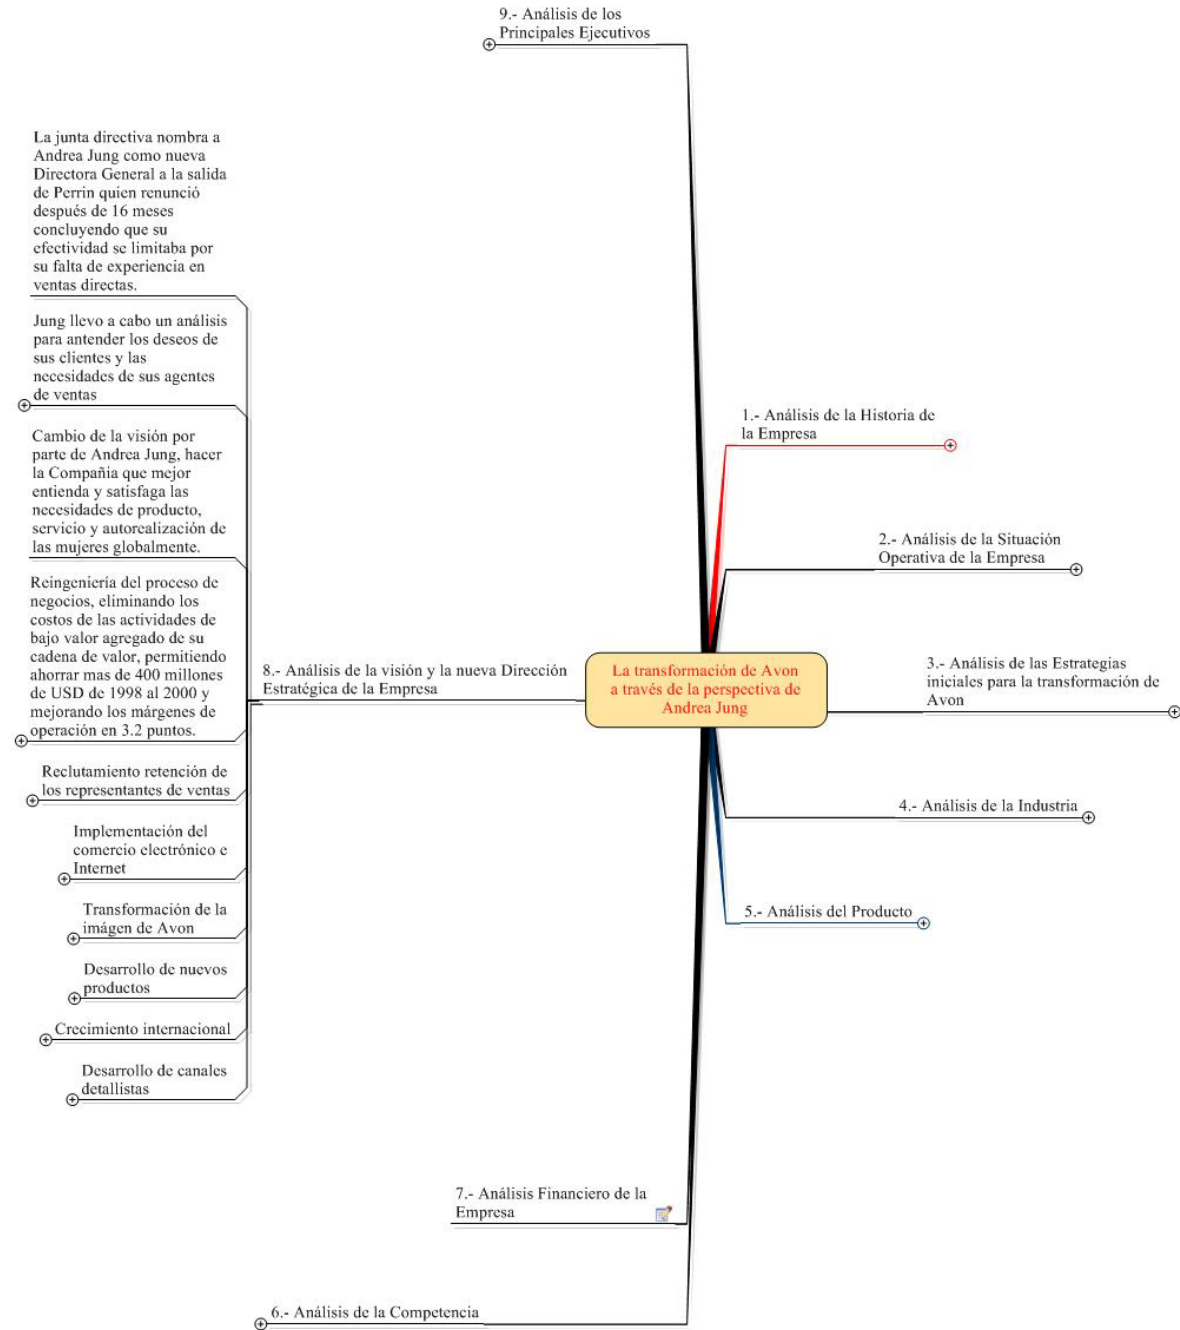 9.- Análisis de los
Principales Ejecutivos
La junta directiva nombra a
Andrea Jung como nueva
Directora General a la salida
de Perrin quien renunció
después de 16 meses
concluyendo que su
efectividad se limitaba por
su falta de experiencia en
ventas directas.
Jung llevo a cabo un análisis
para antender los deseos de
sus clientes y las
necesidades de sus agentes
de ventas
Cambio de la visión por
parte de Andrea Jung, hacer
la Compañia que mejor
entienda y satisfaga las
necesidades de producto,
servicio y autorealización de
las mujeres globalmente.
Reingeniería del proceso de
negocios, eliminando los
costos de las actividades de
bajo valor agregado de su
cadena de valor, permitiendo
ahorrar mas de 400 millones
de USD de 1998 al 2000 y
mejorando los márgenes de
operación en 3.2 puntos.
Reclutamiento retención de
los representantes de ventas
Implementación del
comercio electrónico e
Internet
Transformación de la
imágen de Avon
Desarrollo de nuevos
productos
Crecimiento internacional
Desarrollo de canales
detallistas
8.- Análisis de la visión y la nueva Dirección
Estratégica de la Empresa
La transformación de Avon
a través de la perspectiva de
Andrea Jung
1.- Análisis de la Historia de
la Empresa
2.- Análisis de la Situación
Operativa de la Empresa
3.- Análisis de las Estrategias
iniciales para la transformación de
Avon
4.- Análisis de la Industria
5.- Análisis del Producto
7.- Análisis Financiero de la
Empresa
6.- Análisis de la Competencia